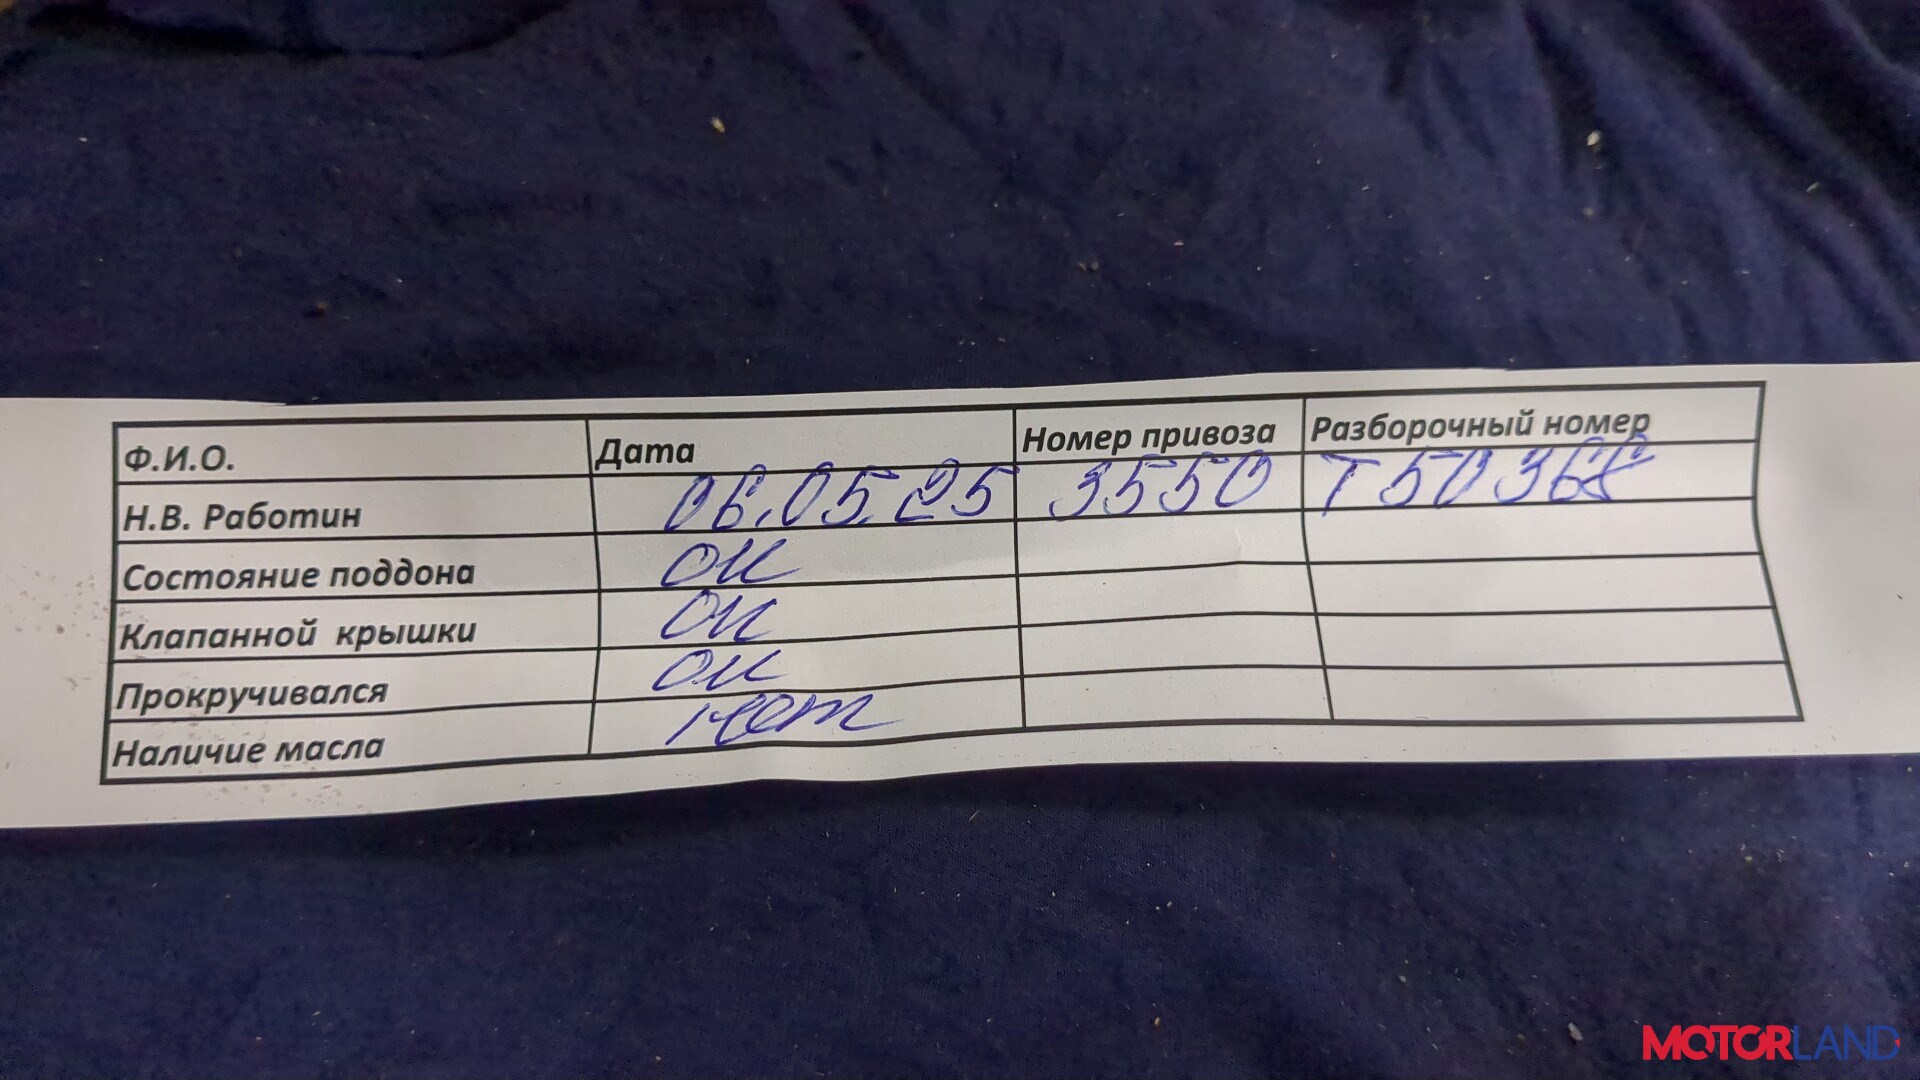 Ф.И.О. Дата Номер привоза Разборочный номер
Н.В. Работин 06.05.25 3550
Состояние поддона ок
Клапанной крышки ок
Прокручивался ок
Наличие масла нет
MOTORLAND